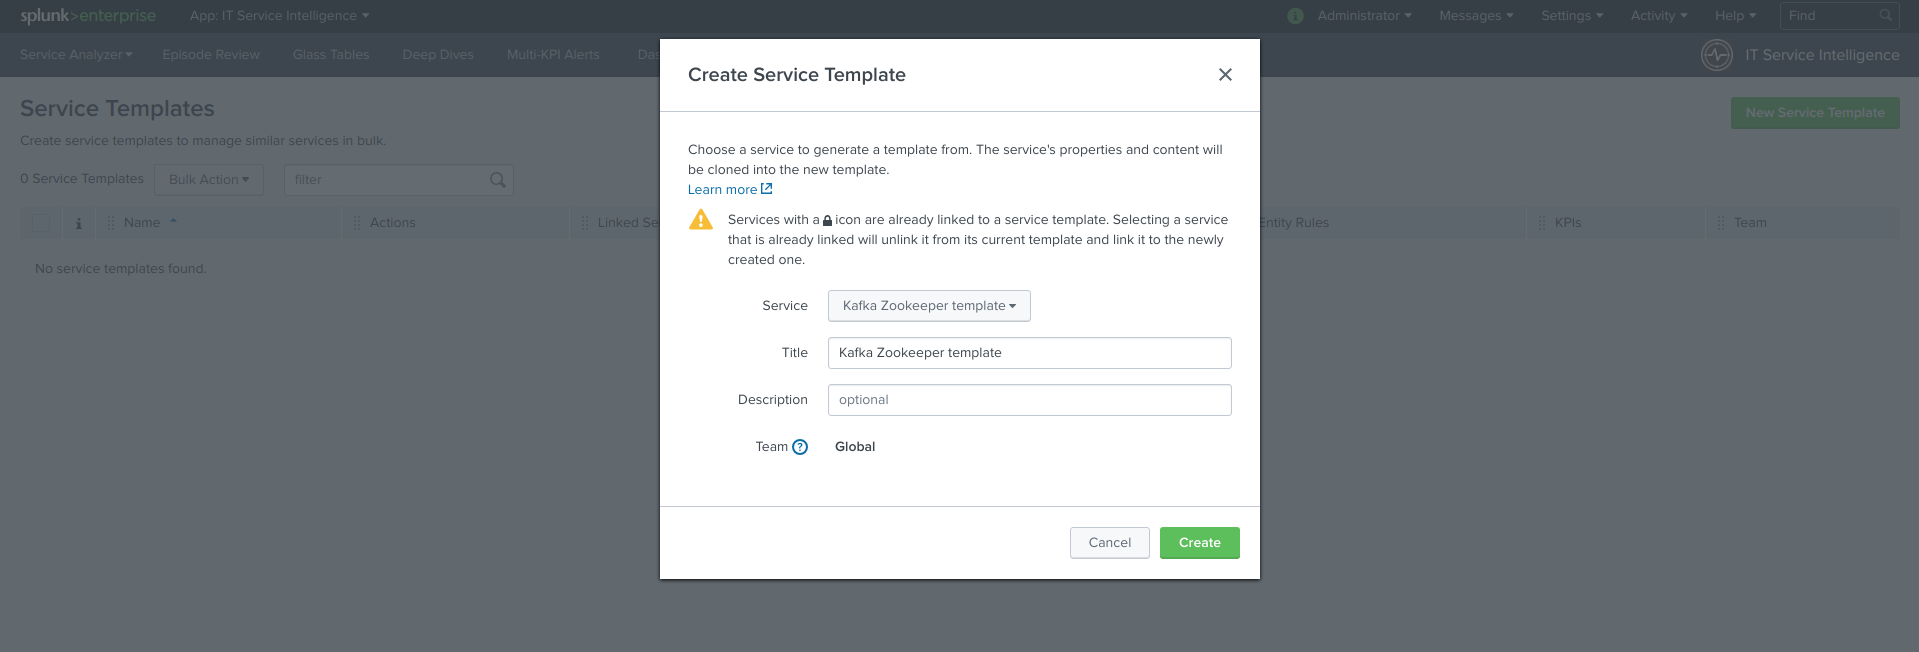 splunk>enterprise App: IT Service Intelligence Administrator Messages Settings Activity Help Find
Service Analyzer Episode Review Glass Tables Deep Dives Multi-KPI Alerts Das IT Service Intelligence
Service Templates
New Service Template
Create service templates to manage similar services in bulk.
0 Service Templates Bulk Action filter
i Name Actions Linked Se Entity Rules KPIs Team
No service templates found.
Create Service Template
Choose a service to generate a template from. The service's properties and content will
be cloned into the new template.
Learn more
Services with a icon are already linked to a service template. Selecting a service
that is already linked will unlink it from its current template and link it to the newly
created one.
Service Kafka Zookeeper template
Title Kafka Zookeeper template
Description optional
Team ? Global
Cancel Create